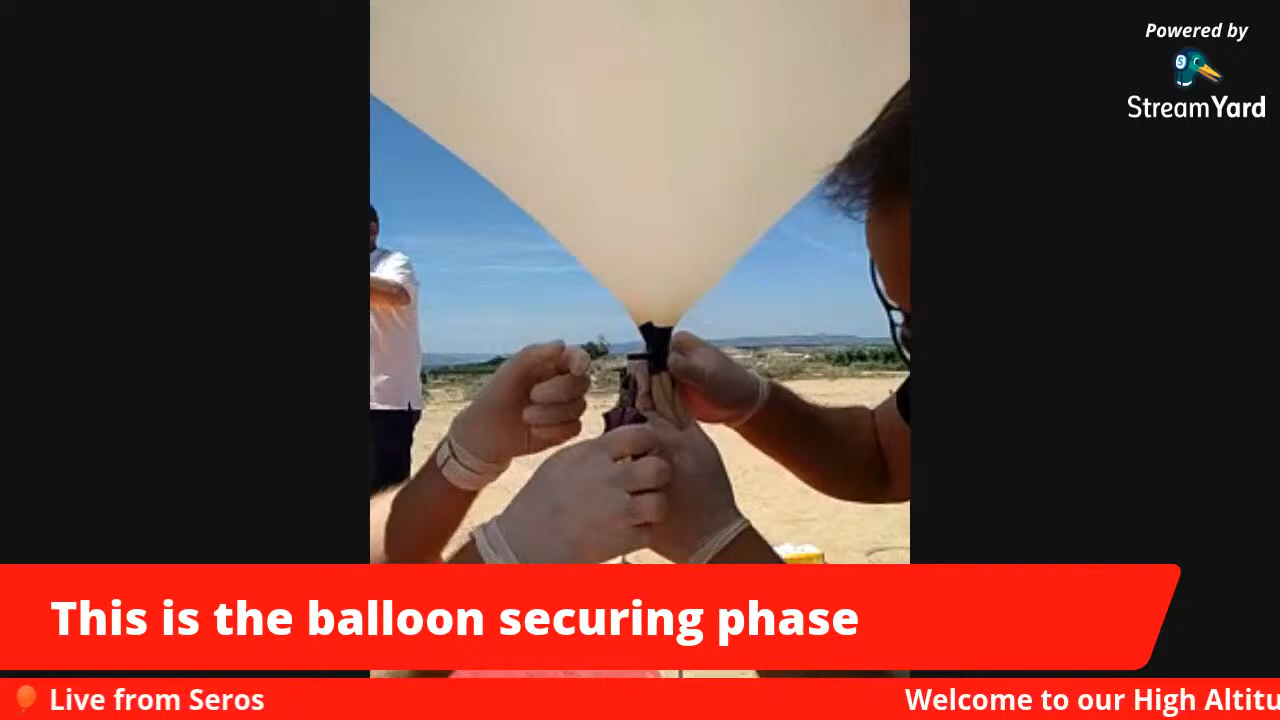 Powered by
StreamYard
This is the balloon securing phase
Live from Seros
Welcome to our High Altitu